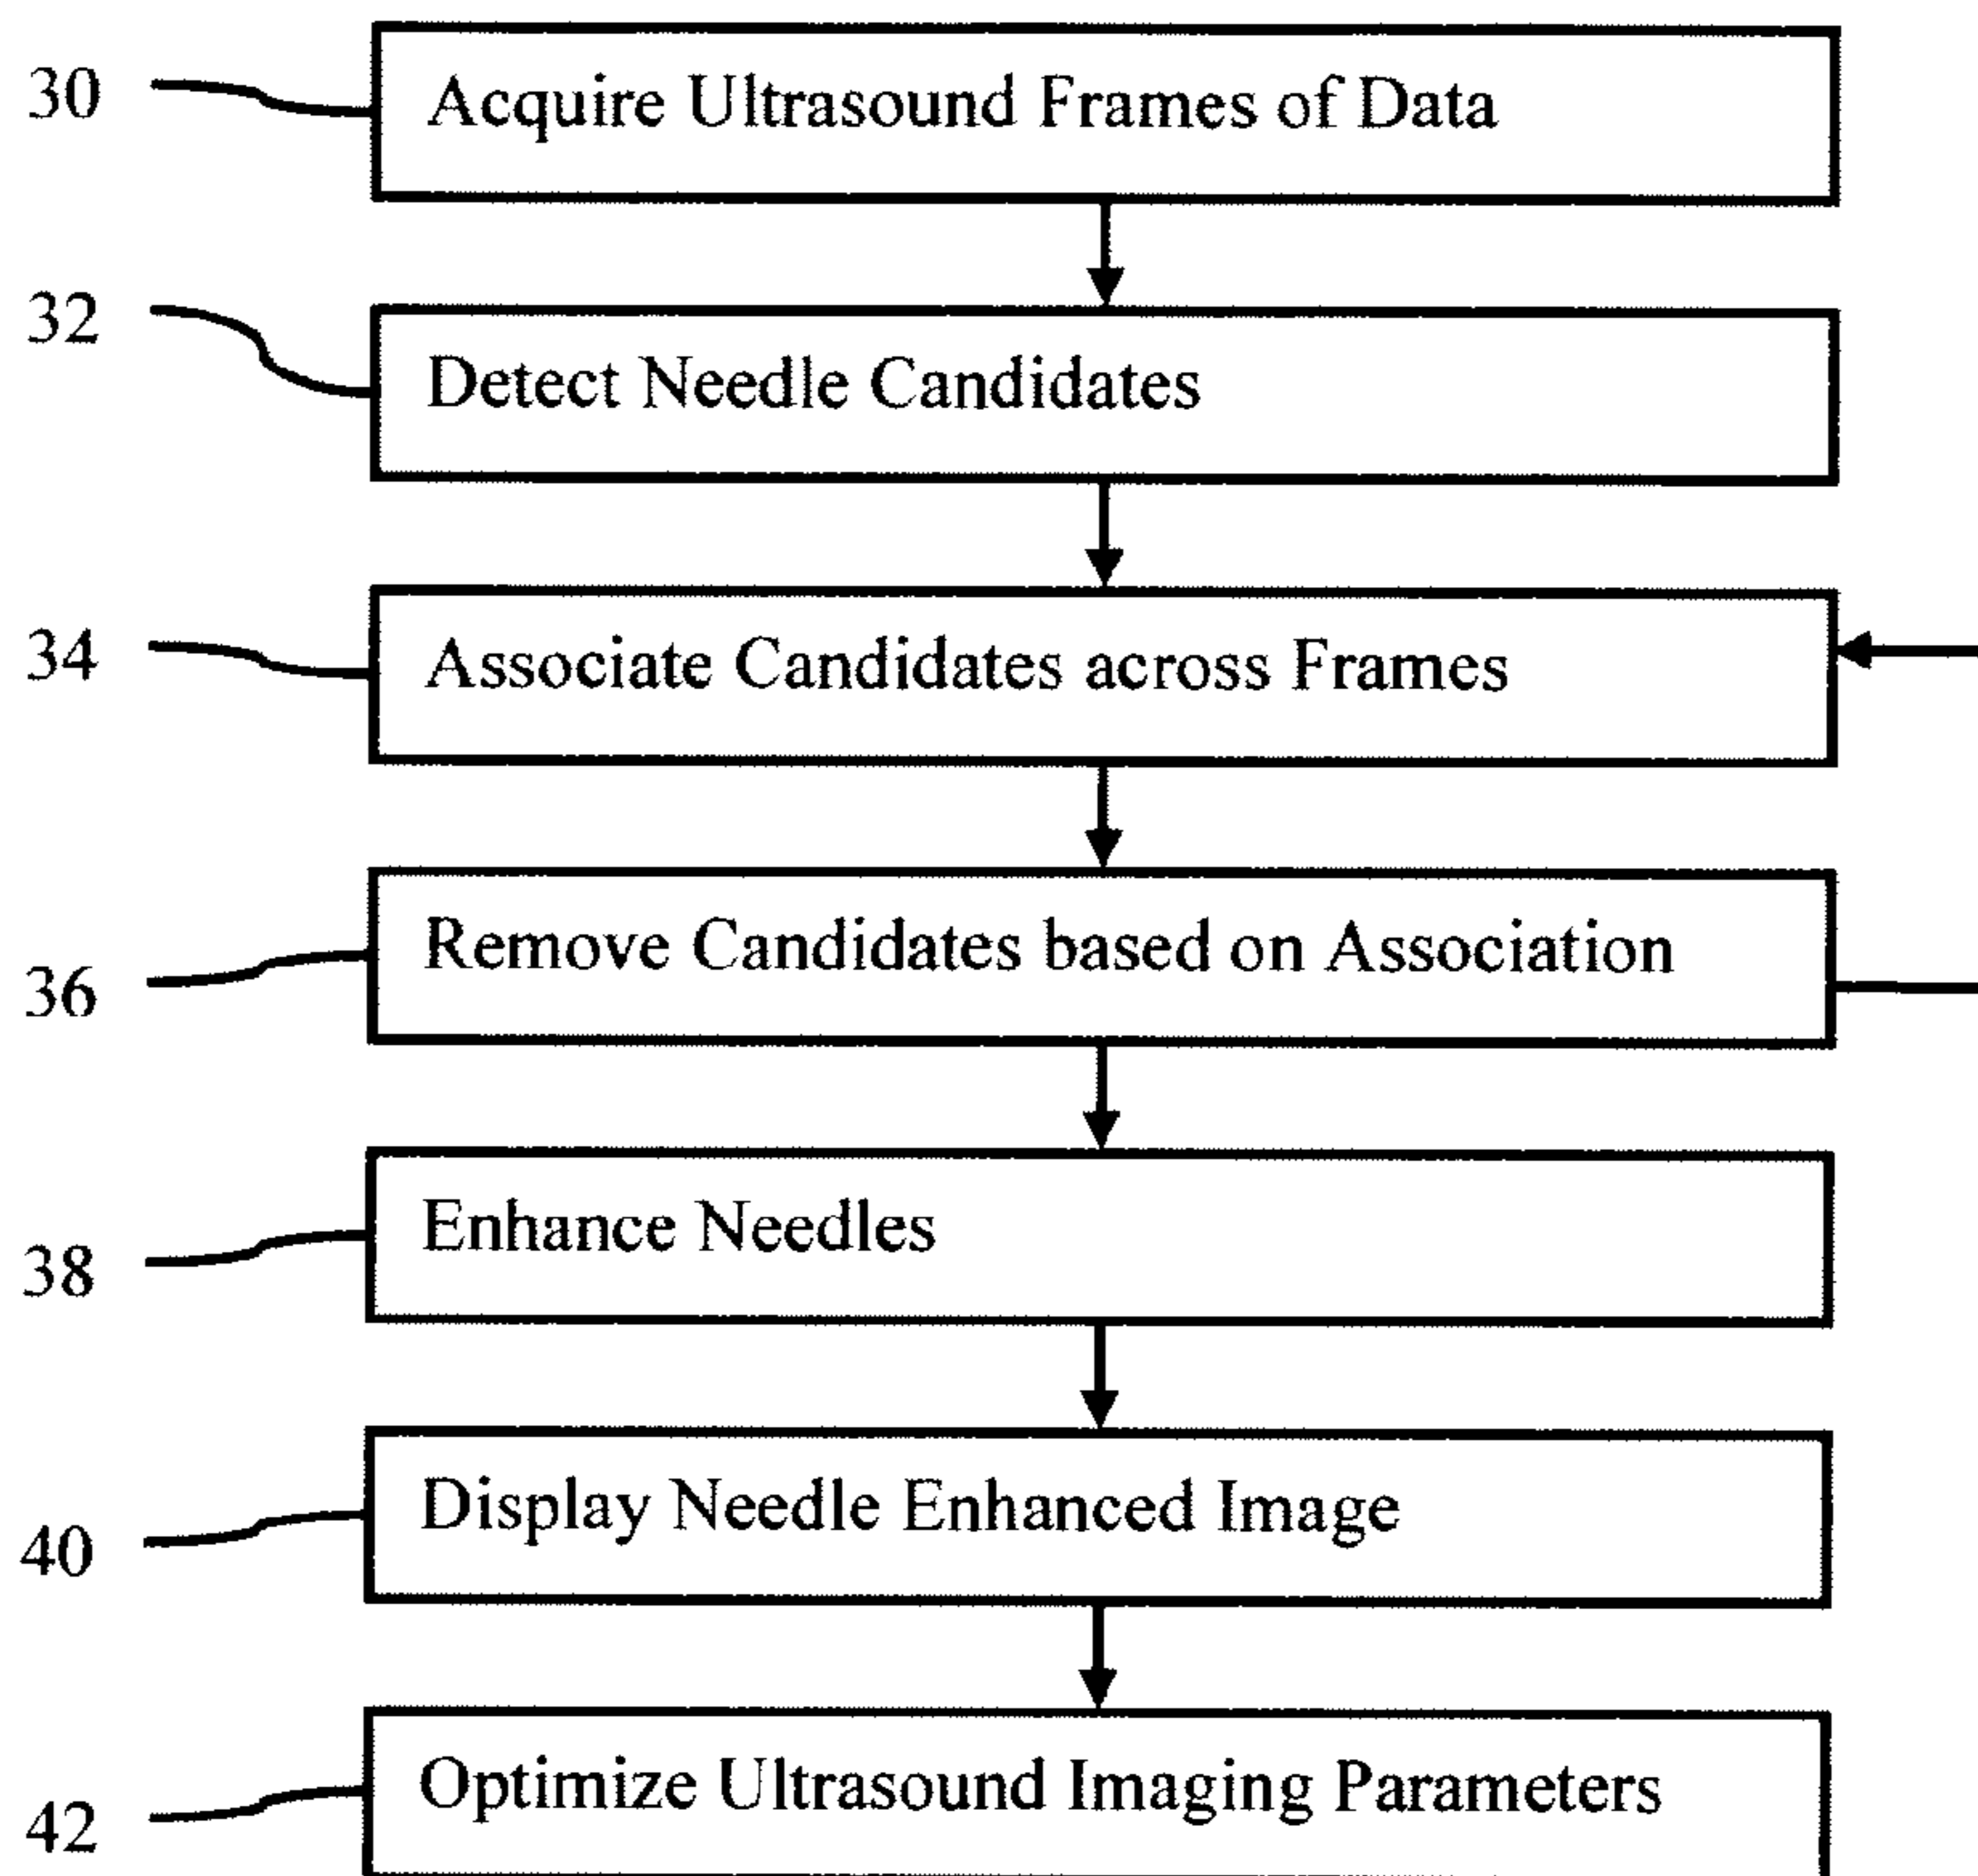 30 Acquire Ultrasound Frames of Data
32 Detect Needle Candidates
34 Associate Candidates across Frames
36 Remove Candidates based on Association
38 Enhance Needles
40 Display Needle Enhanced Image
42 Optimize Ultrasound Imaging Parameters